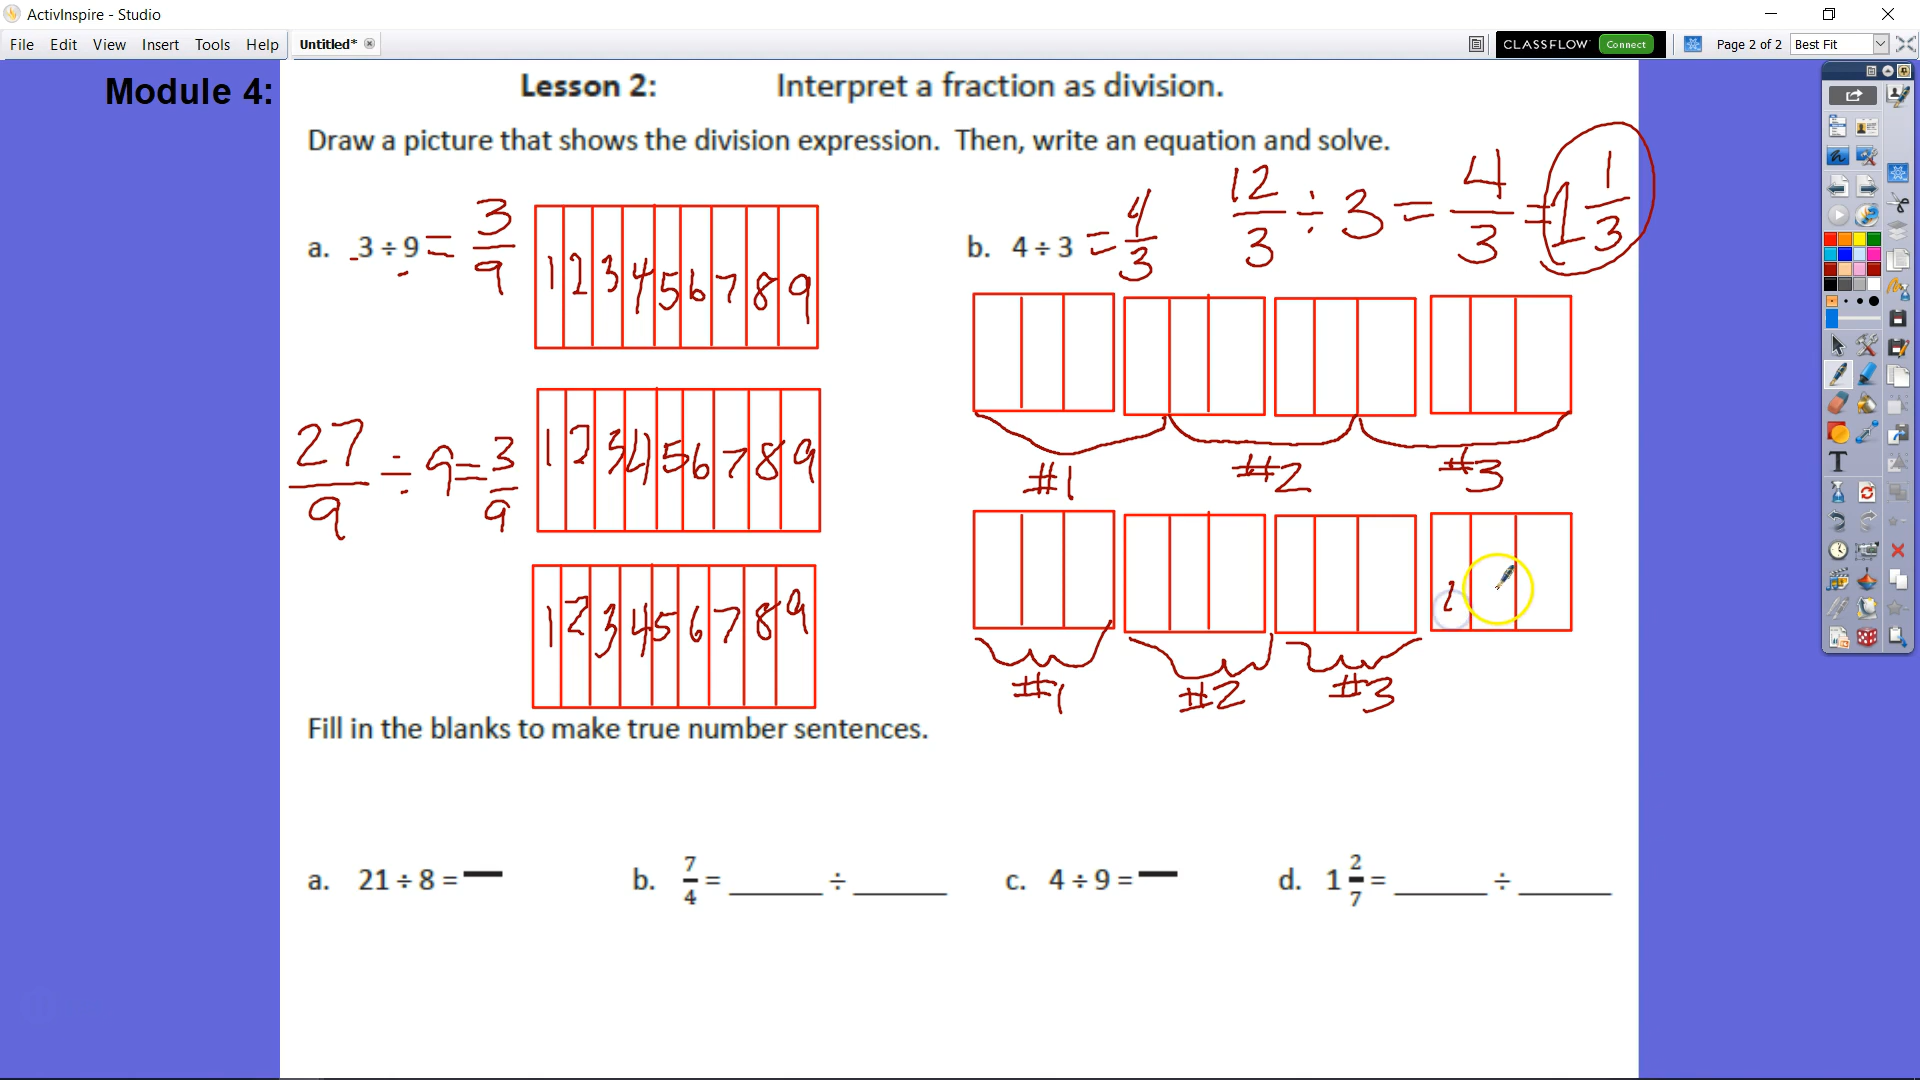 ActivInspire - Studio
File Edit View Insert Tools Help Untitled*
CLASSFLOW Connect Page 2 of 2 Best Fit
Module 4:
Lesson 2: Interpret a fraction as division.
Draw a picture that shows the division expression. Then, write an equation and solve.
a. 3 ÷ 9 = 3/9
1 2 3 4 5 6 7 8 9
27/9 ÷ 9 = 3/9
1 2 3 4 5 6 7 8 9
1 2 3 4 5 6 7 8 9
b. 4 ÷ 3 = 4/3
12/3 ÷ 3 = 4/3 = 1 1/3
#1 #2 #3
#1 #2 #3
Fill in the blanks to make true number sentences.
a. 21 ÷ 8 = —
b. 7/4 = ______ ÷ ______
c. 4 ÷ 9 = —
d. 1 2/7 = ______ ÷ ______